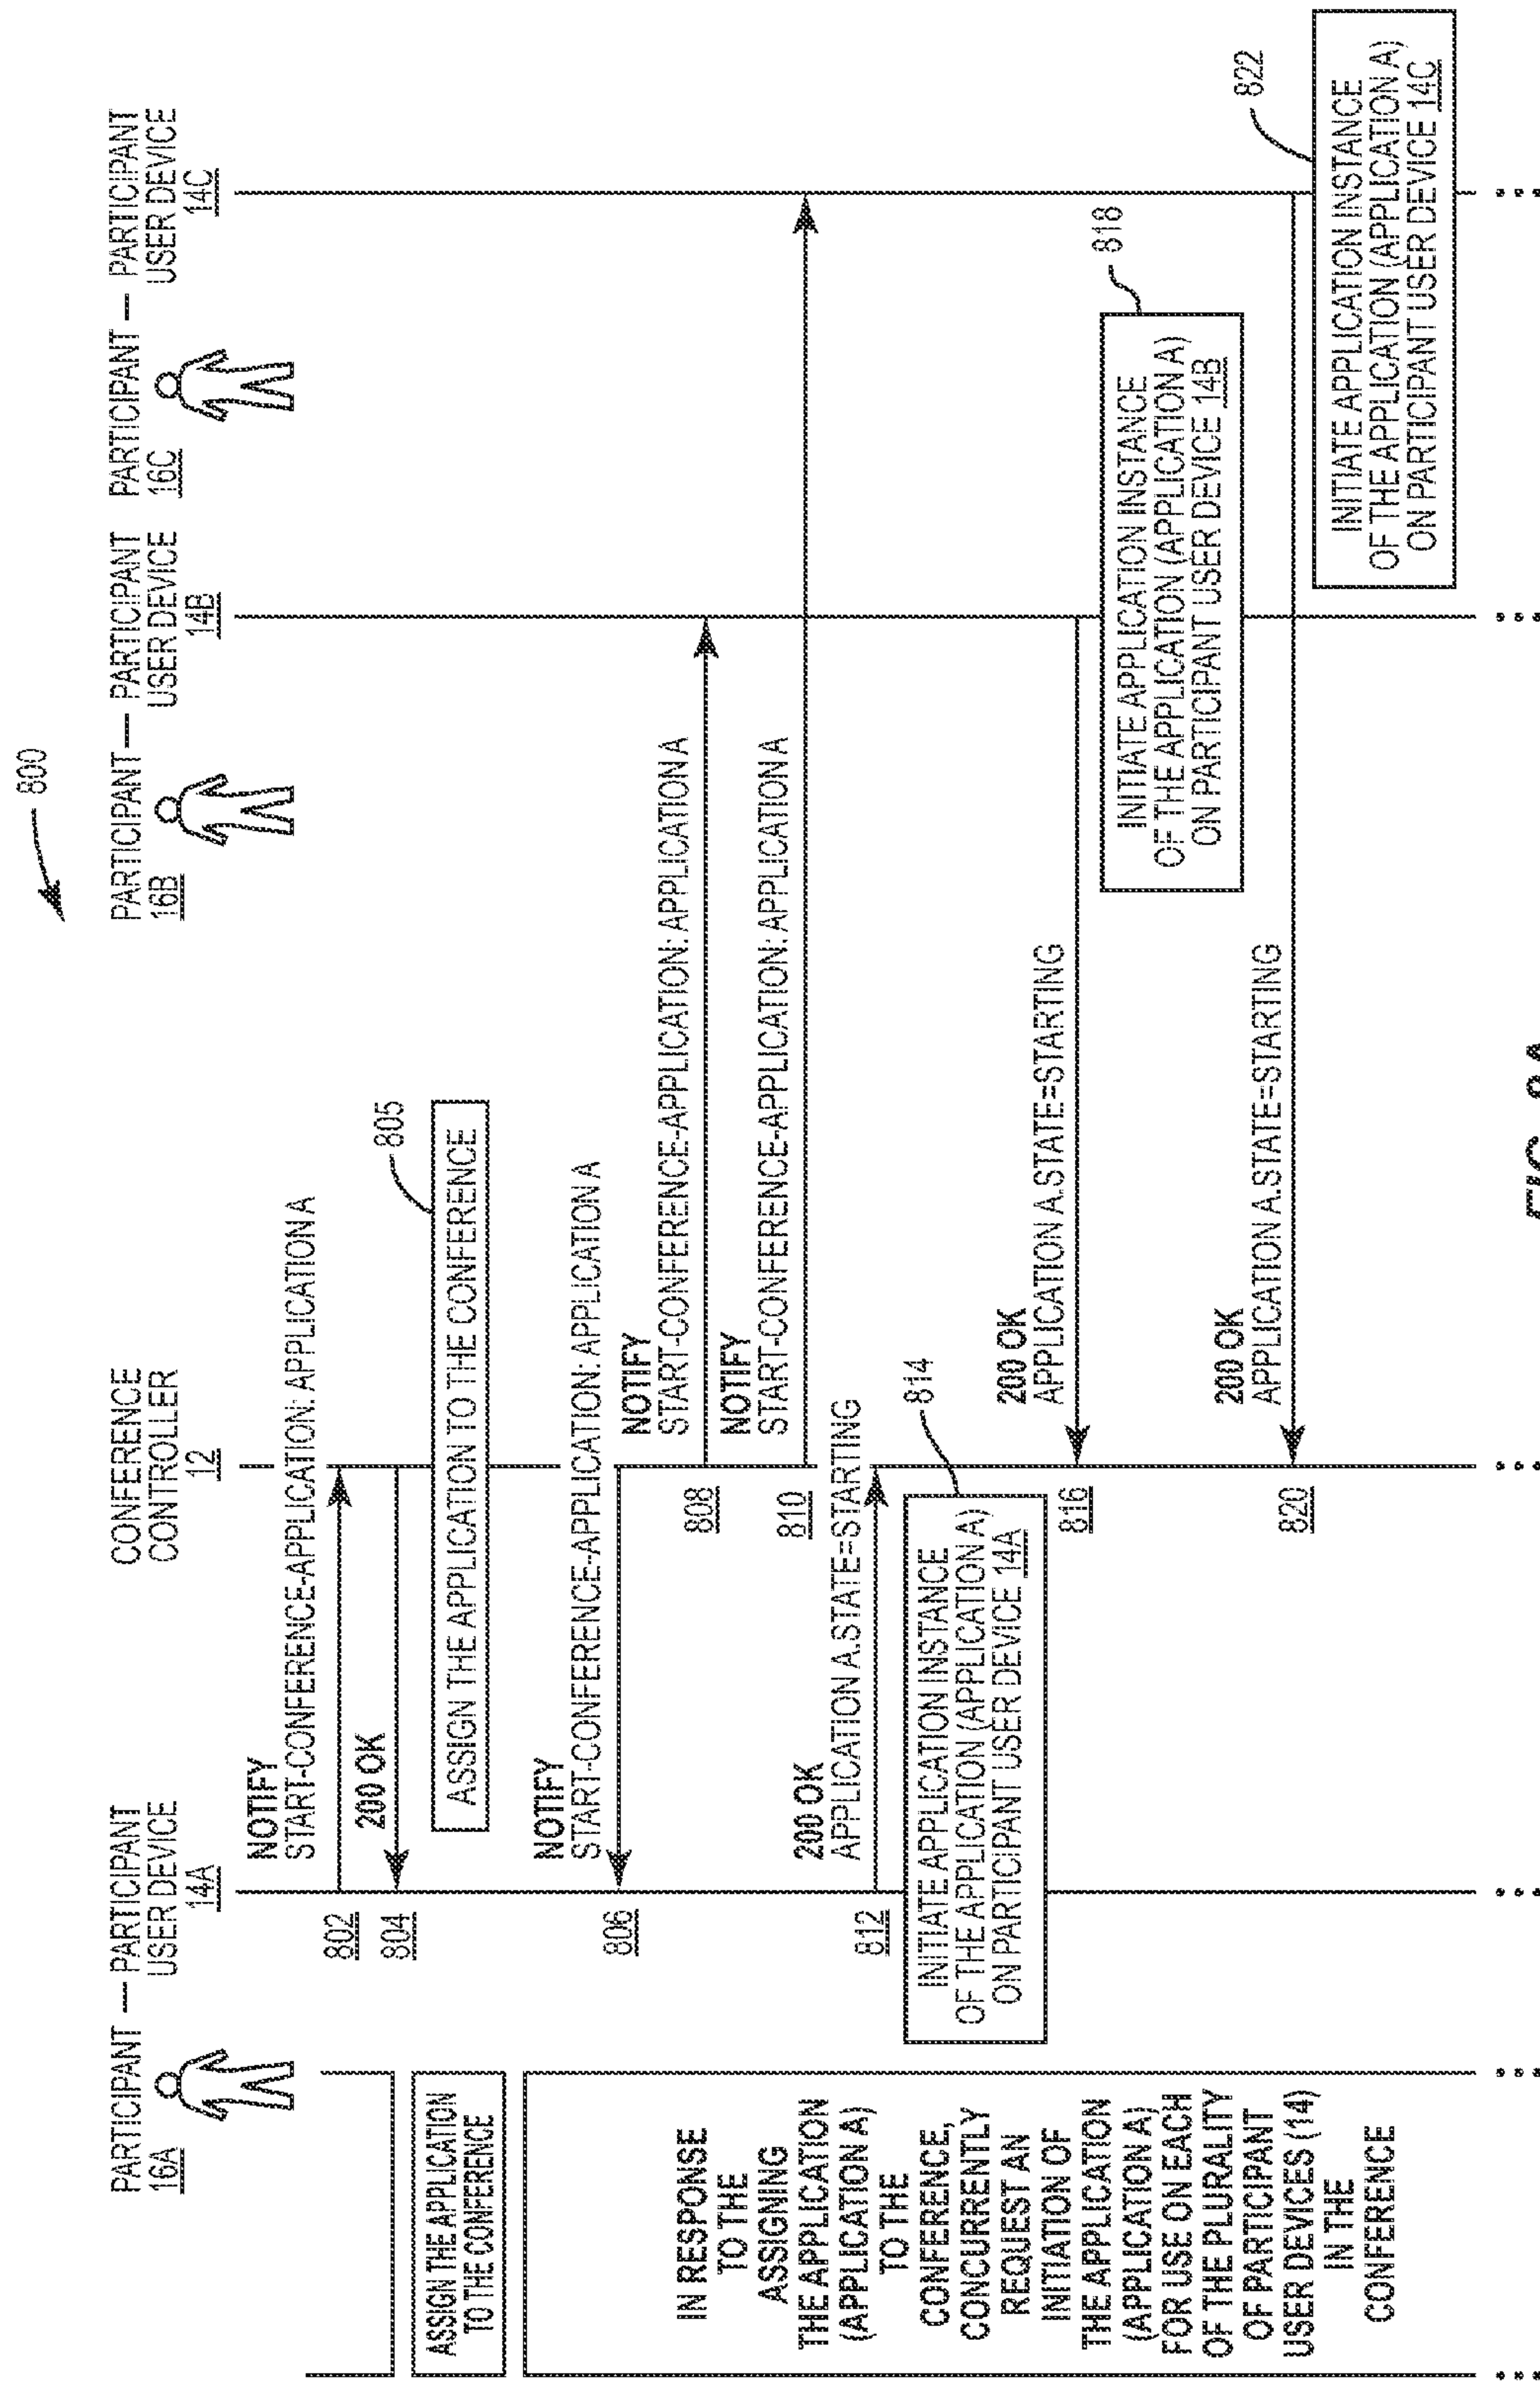 800
PARTICIPANT — PARTICIPANT
16A
USER DEVICE
14A
CONFERENCE
CONTROLLER
12
PARTICIPANT — PARTICIPANT
16B
USER DEVICE
14B
PARTICIPANT — PARTICIPANT
16C
USER DEVICE
14C
NOTIFY
START-CONFERENCE-APPLICATION: APPLICATION A
802
200 OK
804
805
ASSIGN THE APPLICATION
TO THE CONFERENCE
ASSIGN THE APPLICATION TO THE CONFERENCE
NOTIFY
START-CONFERENCE-APPLICATION: APPLICATION A
806
NOTIFY
START-CONFERENCE-APPLICATION: APPLICATION A
808
NOTIFY
START-CONFERENCE-APPLICATION: APPLICATION A
810
200 OK
APPLICATION A.STATE=STARTING
812
814
INITIATE APPLICATION INSTANCE
OF THE APPLICATION (APPLICATION A)
ON PARTICIPANT USER DEVICE 14A
200 OK
APPLICATION A.STATE=STARTING
816
818
INITIATE APPLICATION INSTANCE
OF THE APPLICATION (APPLICATION A)
ON PARTICIPANT USER DEVICE 14B
200 OK
APPLICATION A.STATE=STARTING
820
822
INITIATE APPLICATION INSTANCE
OF THE APPLICATION (APPLICATION A)
ON PARTICIPANT USER DEVICE 14C
IN RESPONSE
TO THE
ASSIGNING
THE APPLICATION
(APPLICATION A)
TO THE
CONFERENCE,
CONCURRENTLY
REQUEST AN
INITIATION OF
THE APPLICATION
(APPLICATION A)
FOR USE ON EACH
OF THE PLURALITY
OF PARTICIPANT
USER DEVICES (14)
IN THE
CONFERENCE